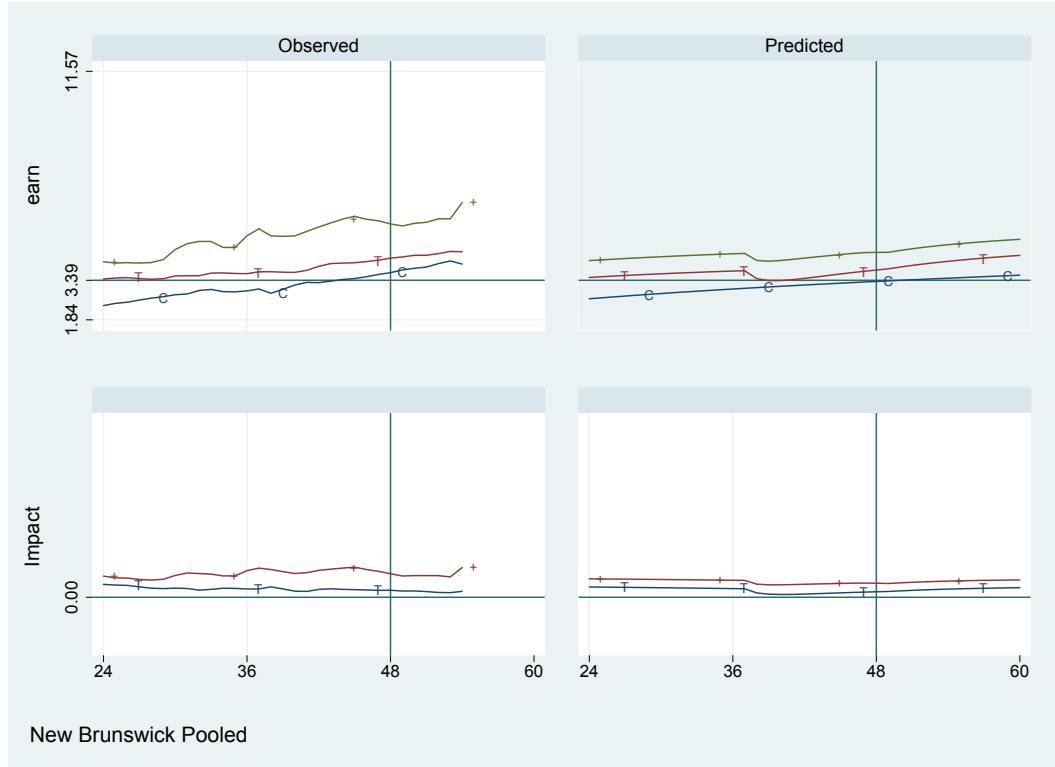 Observed
Predicted
earn
11.57
3.39
1.84
+ + + +
T T T
C C C
+ + + +
T T T T
C C C C
Impact
0.00
+ + + +
T T T
+ + + +
T T T T
24 36 48 60
24 36 48 60
New Brunswick Pooled